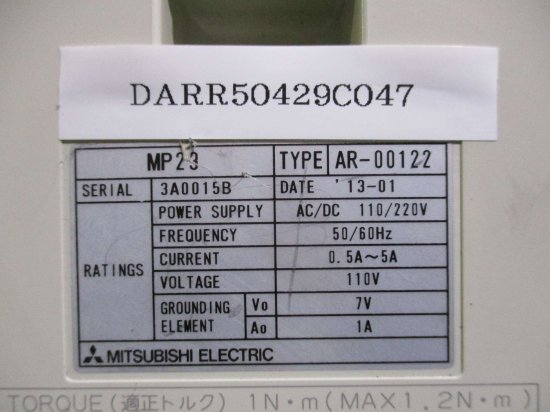 DARR50429C047
MP23 TYPE AR-00122
SERIAL 3A0015B DATE '13-01
RATINGS
POWER SUPPLY AC/DC 110/220V
FREQUENCY 50/60Hz
CURRENT 0.5A～5A
VOLTAGE 110V
GROUNDING ELEMENT
Vo 7V
Ao 1A
MITSUBISHI ELECTRIC
TORQUE(適正トルク) 1N・m(MAX1.2N・m)